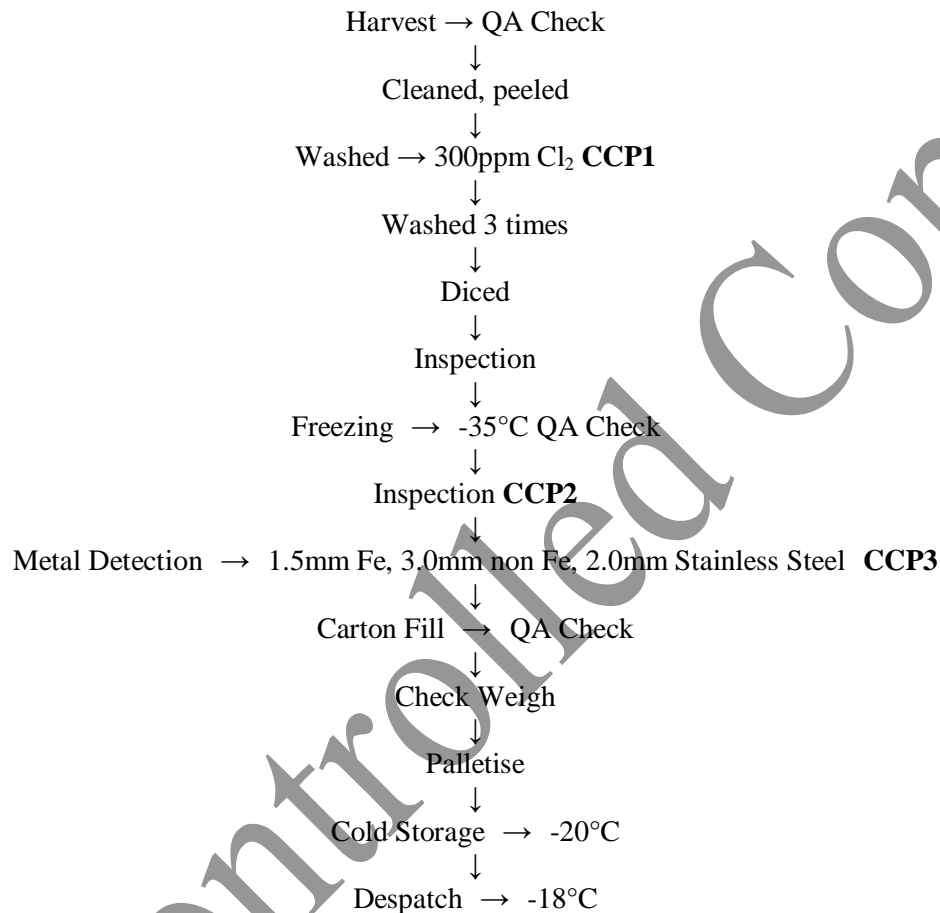 Harvest → QA Check
↓
Cleaned, peeled
↓
Washed → 300ppm Cl₂ CCP1
↓
Washed 3 times
↓
Diced
↓
Inspection
↓
Freezing → -35°C QA Check
↓
Inspection CCP2
↓
Metal Detection → 1.5mm Fe, 3.0mm non Fe, 2.0mm Stainless Steel CCP3
↓
Carton Fill → QA Check
↓
Check Weigh
↓
Palletise
↓
Cold Storage → -20°C
↓
Despatch → -18°C
ontrolled Co